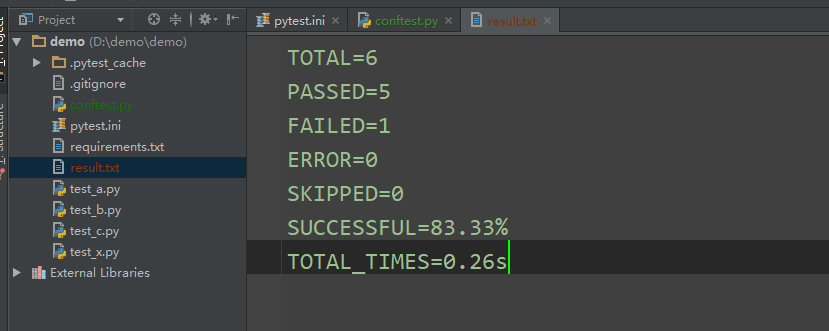 Project
pytest.ini
conftest.py
result.txt
demo (D:\demo\demo)
.pytest_cache
.gitignore
conftest.py
pytest.ini
requirements.txt
result.txt
test_a.py
test_b.py
test_c.py
test_x.py
External Libraries
TOTAL=6
PASSED=5
FAILED=1
ERROR=0
SKIPPED=0
SUCCESSFUL=83.33%
TOTAL_TIMES=0.26s